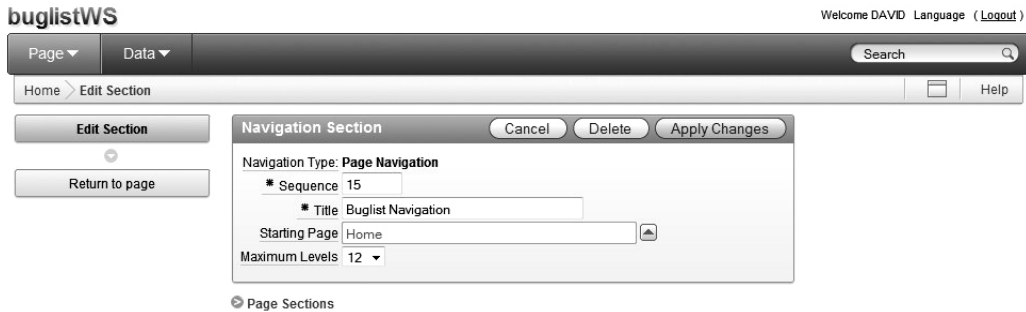 buglistWS
Welcome DAVID Language ( Logout )
Page Data
Search
Home Edit Section
Help
Edit Section
Return to page
Navigation Section Cancel Delete Apply Changes
Navigation Type: Page Navigation
* Sequence 15
* Title Buglist Navigation
Starting Page Home
Maximum Levels 12
Page Sections